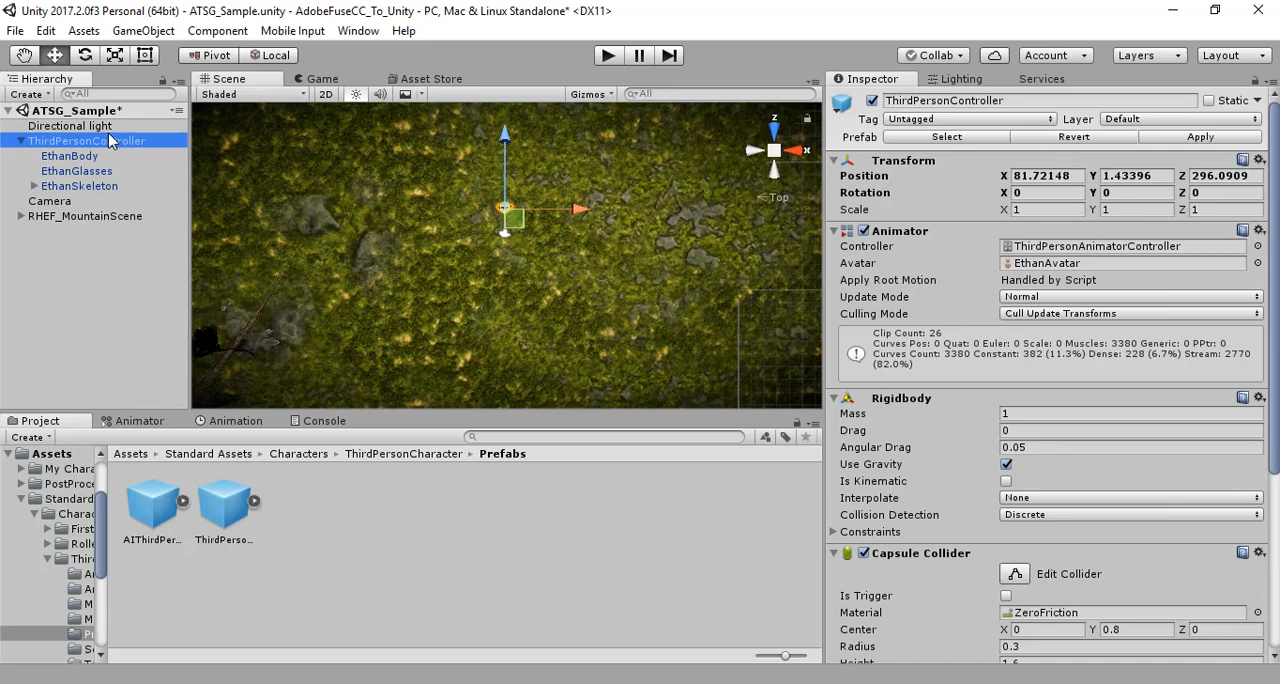 Unity 2017.2.0f3 Personal (64bit) - ATSG_Sample.unity - AdobeFuseCC_To_Unity - PC, Mac & Linux Standalone* <DX11>
File Edit Assets GameObject Component Mobile Input Window Help
Pivot Local Collab Account Layers Layout
Hierarchy
Create All
ATSG_Sample*
Directional light
ThirdPersonController
EthanBody
EthanGlasses
EthanSkeleton
Camera
RHEF_MountainScene
Scene Game Asset Store
Shaded 2D Gizmos All
z
x
Top
Inspector Lighting Services
ThirdPersonController Static
Tag Untagged Layer Default
Prefab Select Revert Apply
Transform
Position X 81.72148 Y 1.43396 Z 296.0909
Rotation X 0 Y 0 Z 0
Scale X 1 Y 1 Z 1
Animator
Controller ThirdPersonAnimatorController
Avatar EthanAvatar
Apply Root Motion Handled by Script
Update Mode Normal
Culling Mode Cull Update Transforms
Clip Count: 26
Curves Pos: 0 Quat: 0 Euler: 0 Scale: 0 Muscles: 3380 Generic: 0 PPtr: 0
Curves Count: 3380 Constant: 382 (11.3%) Dense: 228 (6.7%) Stream: 2770
(82.0%)
Rigidbody
Mass 1
Drag 0
Angular Drag 0.05
Use Gravity
Is Kinematic
Interpolate None
Collision Detection Discrete
Constraints
Capsule Collider
Edit Collider
Is Trigger
Material ZeroFriction
Center X 0 Y 0.8 Z 0
Radius 0.3
Project Animator Animation Console
Create
Assets
My Chara
PostProce
Standard
Charac
First
Rolle
Third
Assets Standard Assets Characters ThirdPersonCharacter Prefabs
AIThirdPer... ThirdPerso...